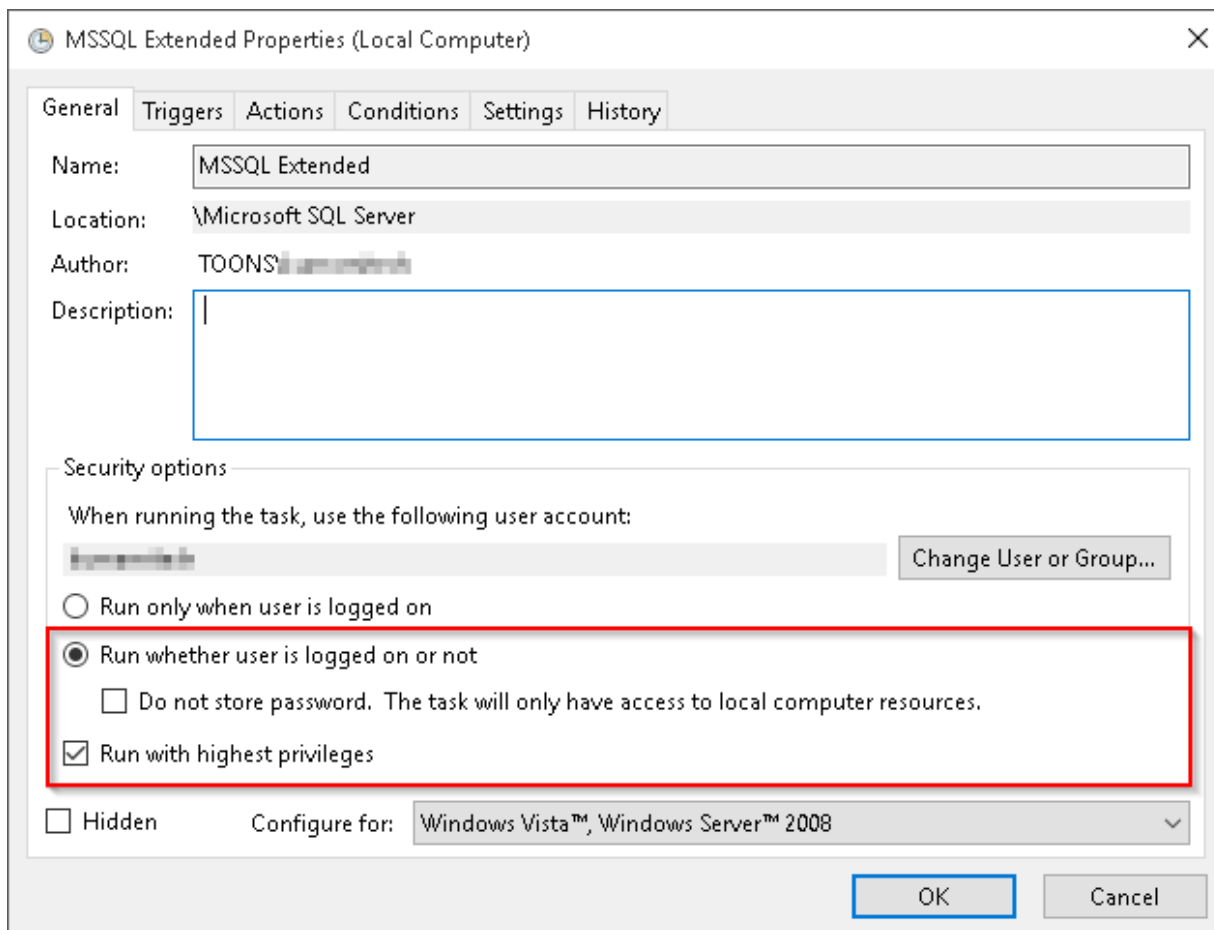 MSSQL Extended Properties (Local Computer)
General Triggers Actions Conditions Settings History
Name: MSSQL Extended
Location: \Microsoft SQL Server
Author: TOONS\
Description:
Security options
When running the task, use the following user account:
Change User or Group...
Run only when user is logged on
Run whether user is logged on or not
Do not store password. The task will only have access to local computer resources.
Run with highest privileges
Hidden Configure for: Windows Vista™, Windows Server™ 2008
OK Cancel